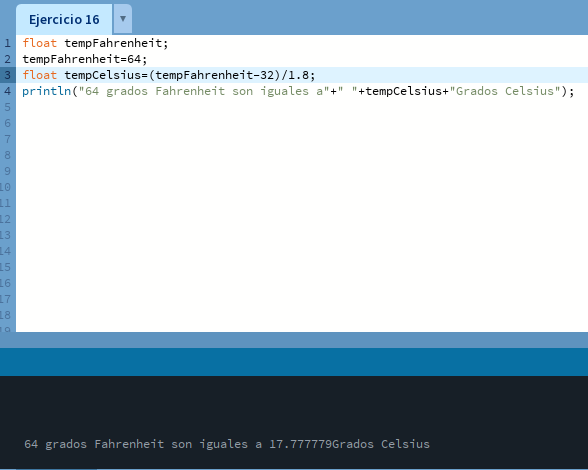 Ejercicio 16 ▼
1 float tempFahrenheit;
2 tempFahrenheit=64;
3 float tempCelsius=(tempFahrenheit-32)/1.8;
4 println("64 grados Fahrenheit son iguales a"+" "+tempCelsius+"Grados Celsius");
5
6
7
8
9
10
11
12
13
14
15
16
17
18
19
64 grados Fahrenheit son iguales a 17.777779Grados Celsius